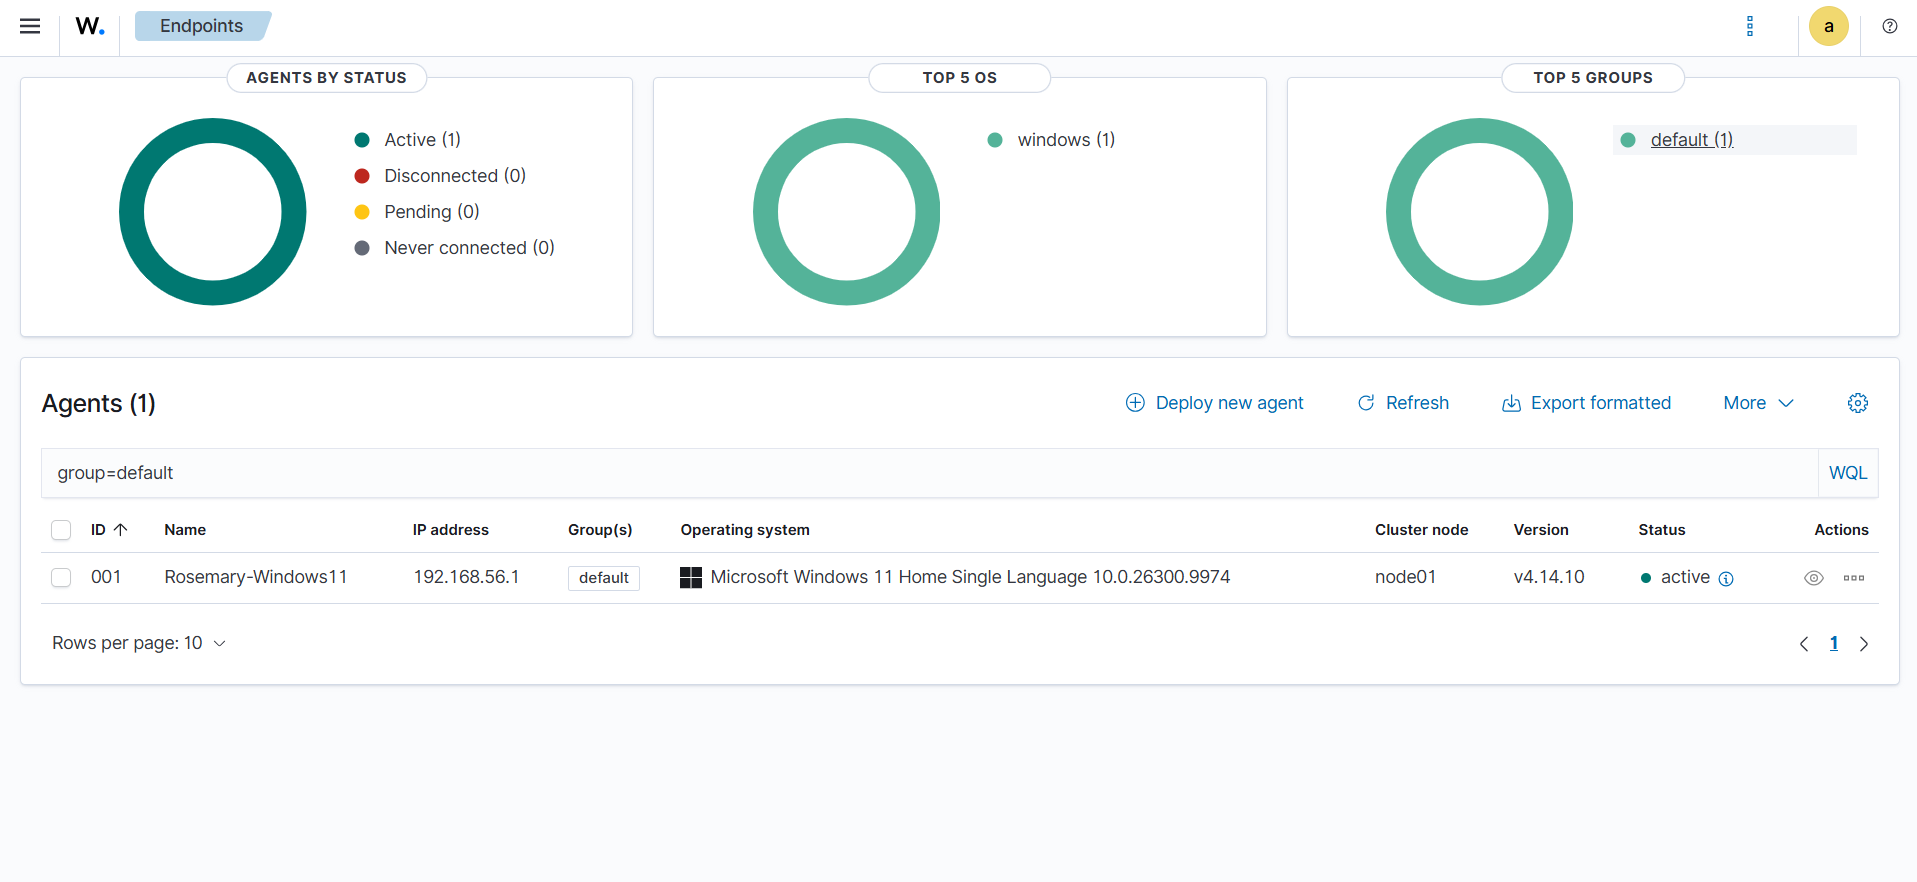 W. Endpoints a
AGENTS BY STATUS
Active (1)
Disconnected (0)
Pending (0)
Never connected (0)
TOP 5 OS
windows (1)
TOP 5 GROUPS
default (1)
Agents (1) Deploy new agent Refresh Export formatted More
group=default WQL
ID Name IP address Group(s) Operating system Cluster node Version Status Actions
001 Rosemary-Windows11 192.168.56.1 default Microsoft Windows 11 Home Single Language 10.0.26300.9974 node01 v4.14.10 active
Rows per page: 10 1